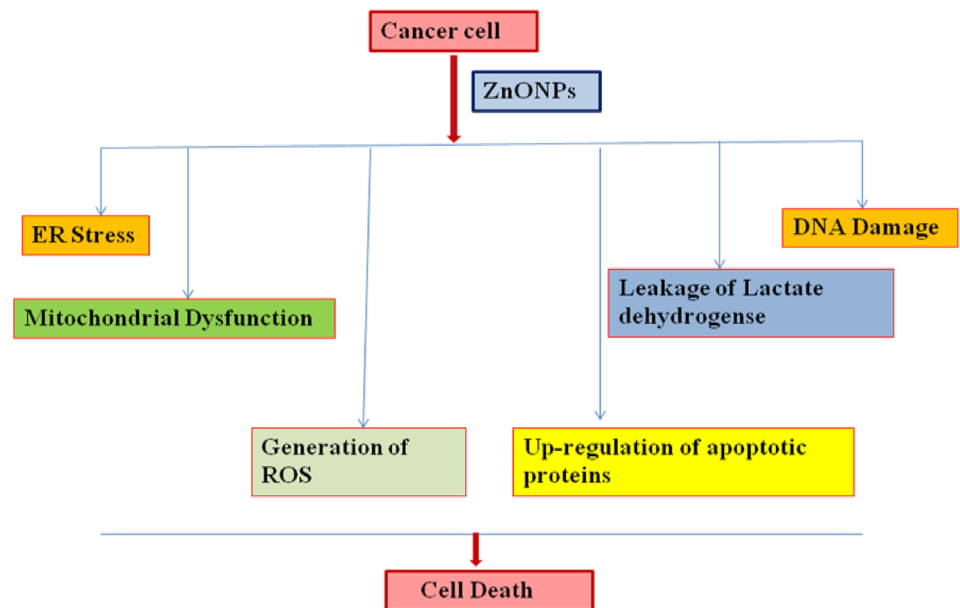 Cancer cell
ZnONPs
ER Stress
DNA Damage
Mitochondrial Dysfunction
Leakage of Lactate
dehydrogense
Generation of
ROS
Up-regulation of apoptotic
proteins
Cell Death